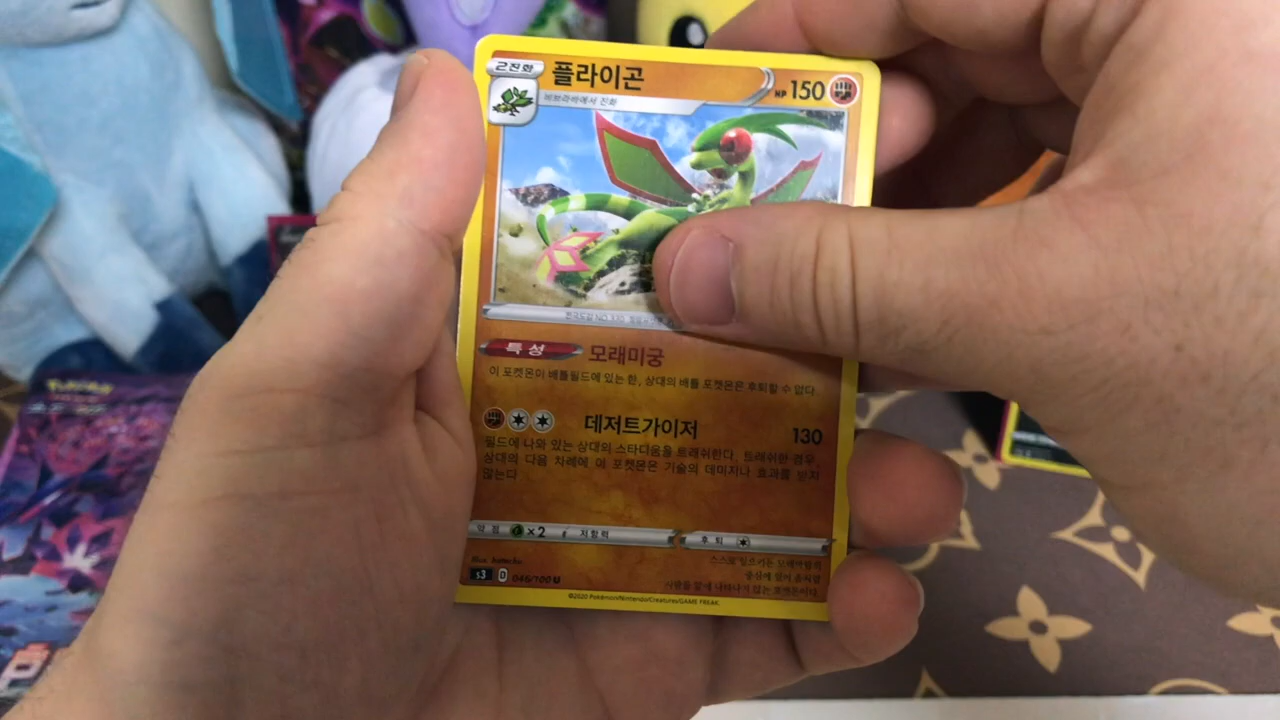 2진화
플라이곤
HP 150
비브라바에서 진화
특성 모래미궁
이 포켓몬이 배틀필드에 있는 한, 상대의 배틀 포켓몬은 후퇴할 수 없다.
데저트가이저 130
필드에 나와 있는 상대의 스타디움을 트래쉬한다. 트래쉬한 경우,
상대의 다음 차례에 이 포켓몬은 기술의 데미지나 효과를 받지
않는다.
약점 ×2 저항력 후퇴
s3 D 046/100 U
©2020 Pokémon/Nintendo/Creatures/GAME FREAK.